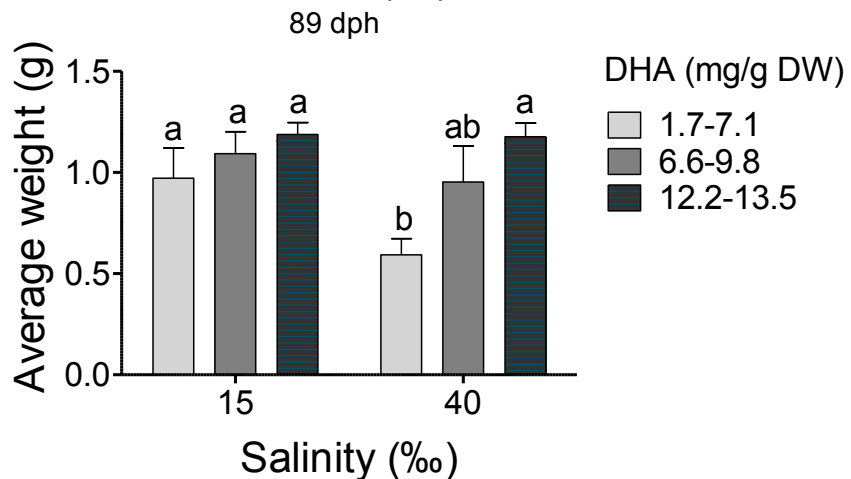 89 dph
Average weight (g)
1.5
1.0
0.5
0.0
a
a
a
b
ab
a
15
40
Salinity (‰)
DHA (mg/g DW)
1.7-7.1
6.6-9.8
12.2-13.5